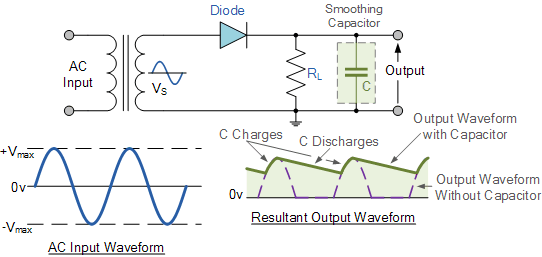 Diode
Smoothing
Capacitor
AC
Input
VS
RL
C
Output
+Vmax
0v
-Vmax
AC Input Waveform
C Charges
C Discharges
Output Waveform
with Capacitor
0v
Output Waveform
Without Capacitor
Resultant Output Waveform